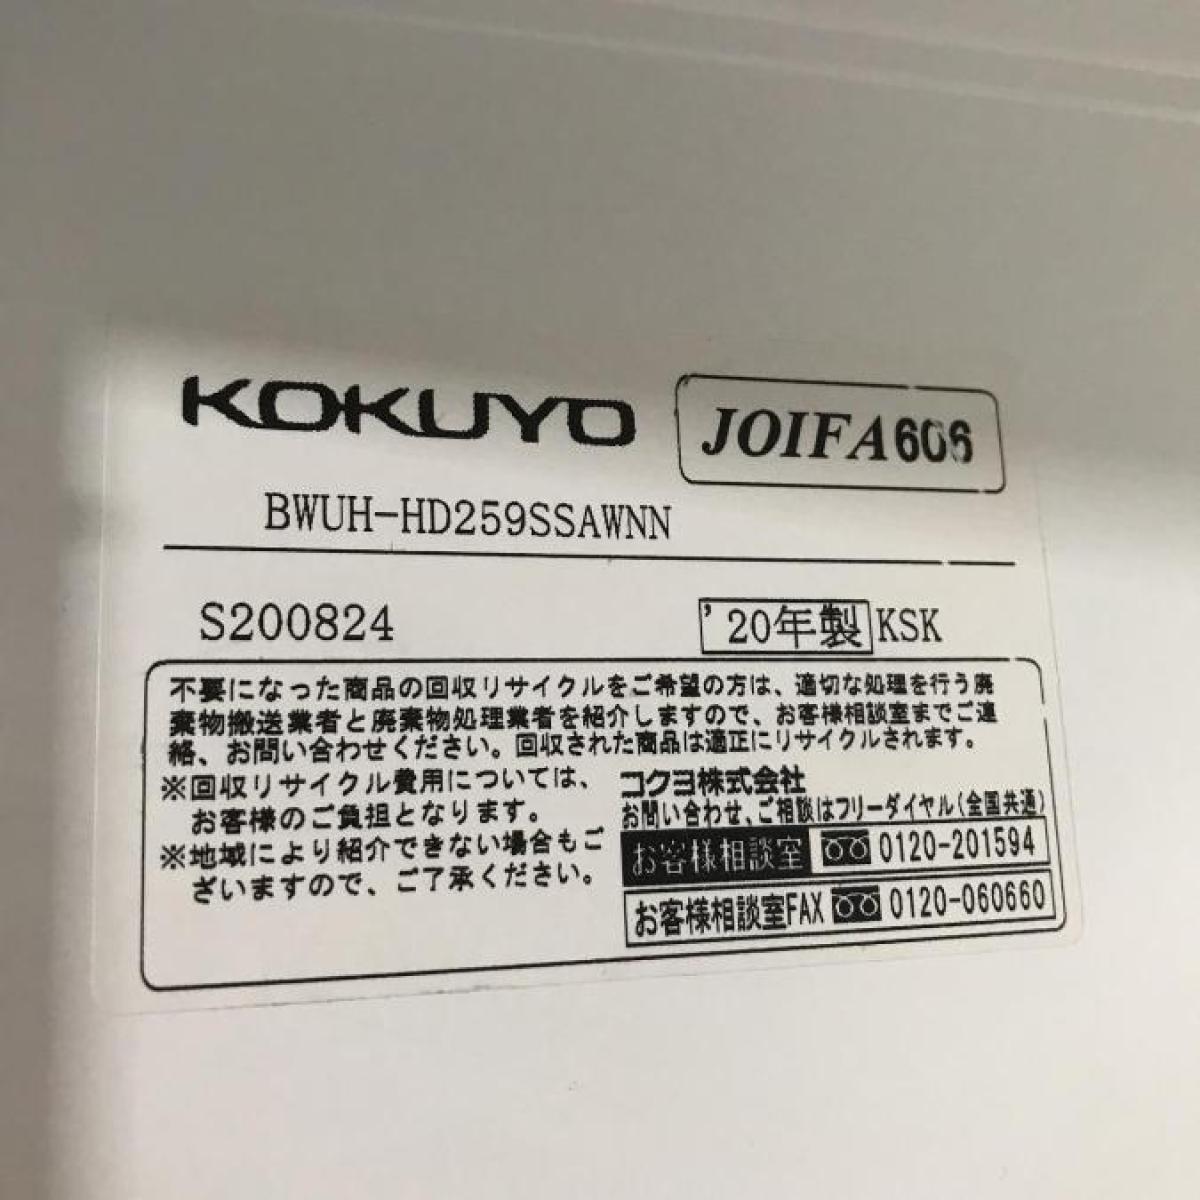 KOKUYO JOIFA606
BWUH-HD259SSAWNN
S200824 '20年製 KSK
不要になった商品の回収リサイクルをご希望の方は、適切な処理を行う廃
棄物搬送業者と廃棄物処理業者を紹介しますので、お客様相談室までご連
絡、お問い合わせください。回収された商品は適正にリサイクルされます。
※回収リサイクル費用については、
お客様のご負担となります。
※地域により紹介できない場合もご
ざいますので、ご了承ください。
コクヨ株式会社
お問い合わせ、ご相談はフリーダイヤル(全国共通)
お客様相談室 0120-201594
お客様相談室FAX 0120-060660